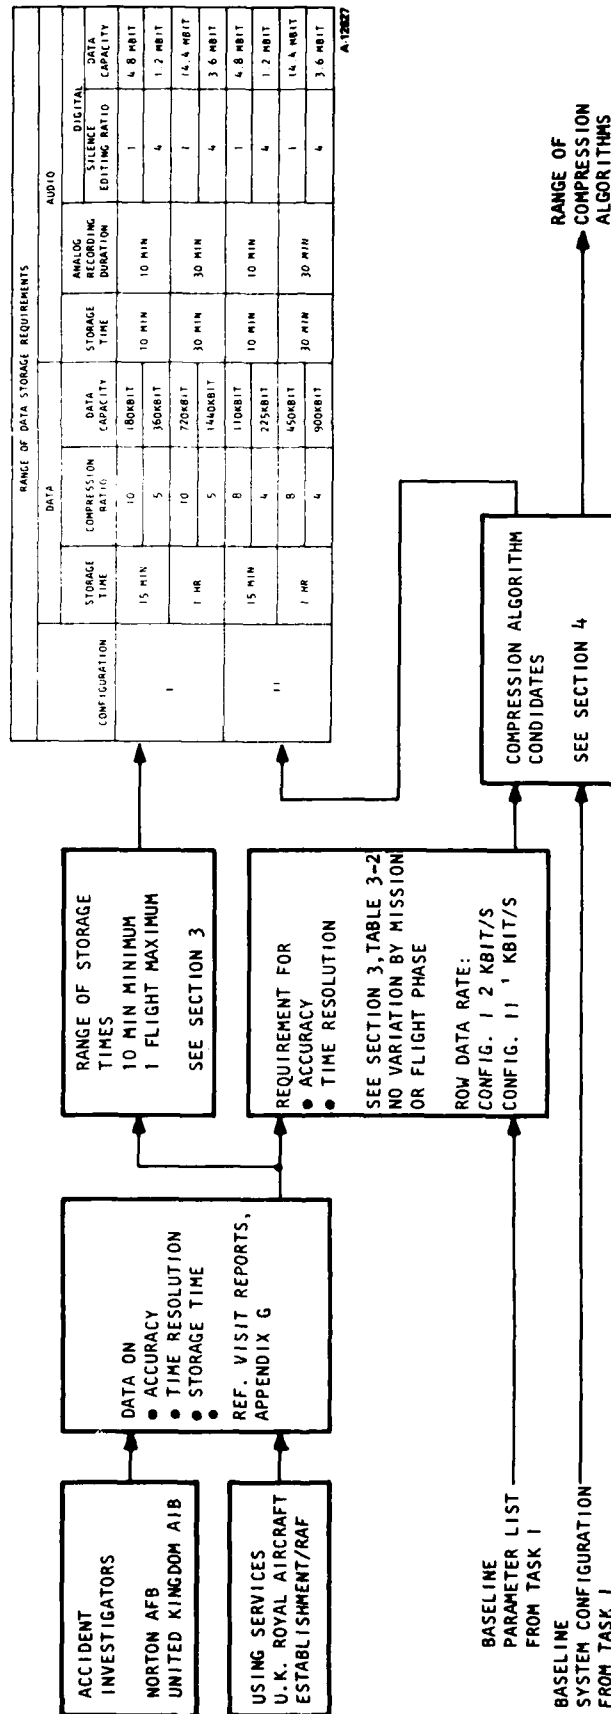 ACCIDENT
INVESTIGATORS
NORTON AFB
UNITED KINGDOM AIB
USING SERVICES
U.K. ROYAL AIRCRAFT
ESTABLISHMENT/RAF
DATA ON
● ACCURACY
● TIME RESOLUTION
● STORAGE TIME
●
REF. VISIT REPORTS,
APPENDIX G
RANGE OF STORAGE
TIMES
10 MIN MINIMUM
1 FLIGHT MAXIMUM
SEE SECTION 3
REQUIREMENT FOR
● ACCURACY
● TIME RESOLUTION
SEE SECTION 3, TABLE 3-2
NO VARIATION BY MISSION
OR FLIGHT PHASE
ROW DATA RATE:
CONFIG. I 2 KBIT/S
CONFIG. II ' KBIT/S
BASELINE
PARAMETER LIST
FROM TASK I
BASELINE
SYSTEM CONFIGURATION
FROM TASK I
COMPRESSION ALGORITHM
CONDIDATES
SEE SECTION 4
RANGE OF
COMPRESSION
ALGORITHMS
RANGE OF DATA STORAGE REQUIREMENTS
DATA AUDIO
DIGITAL
CONFIGURATION STORAGE TIME COMPRESSION RATIO DATA CAPACITY STORAGE TIME ANALOG RECORDING DURATION SILENCE EDITING RATIO DATA CAPACITY
I 15 MIN 10 180KBIT 10 MIN 10 MIN 1 4.8 MBIT
5 360KBIT 4 1.2 MBIT
1 HR 10 720KBIT 30 MIN 30 MIN 1 14.4 MBIT
5 1440KBIT 4 3.6 MBIT
II 15 MIN 8 110KBIT 10 MIN 10 MIN 1 4.8 MBIT
4 225KBIT 4 1.2 MBIT
1 HR 8 450KBIT 30 MIN 30 MIN 1 14.4 MBIT
4 900KBIT 4 3.6 MBIT
A-12827